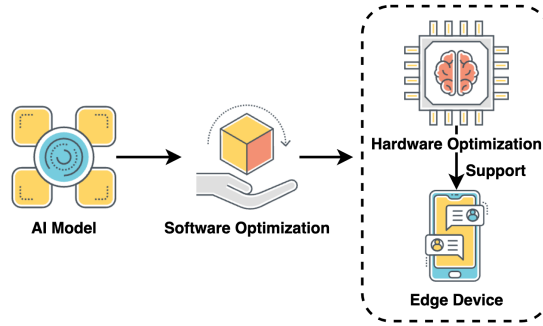 AI Model
Software Optimization
Hardware Optimization
Support
Edge Device